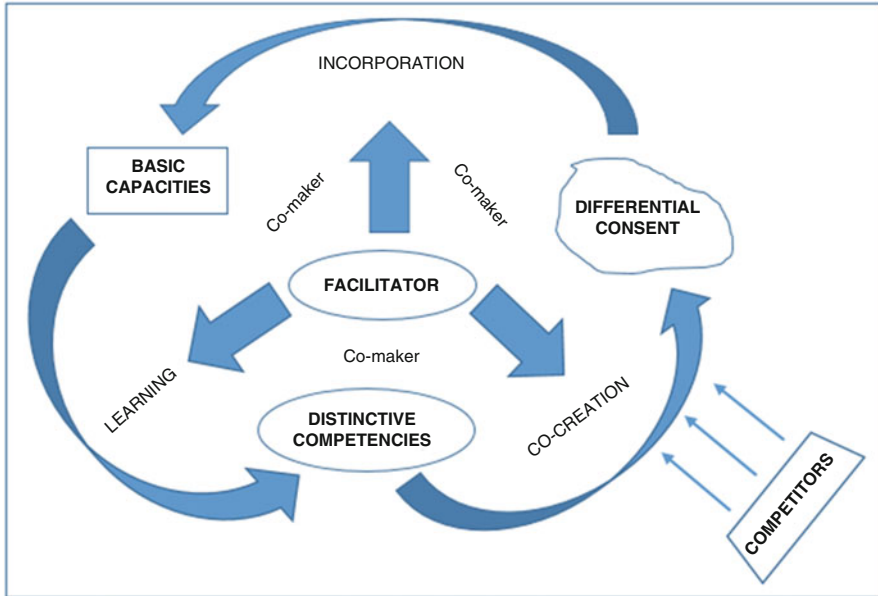 INCORPORATION
BASIC
CAPACITIES
Co-maker
Co-maker
DIFFERENTIAL
CONSENT
FACILITATOR
Co-maker
LEARNING
DISTINCTIVE
COMPETENCIES
CO-CREATION
COMPETITORS